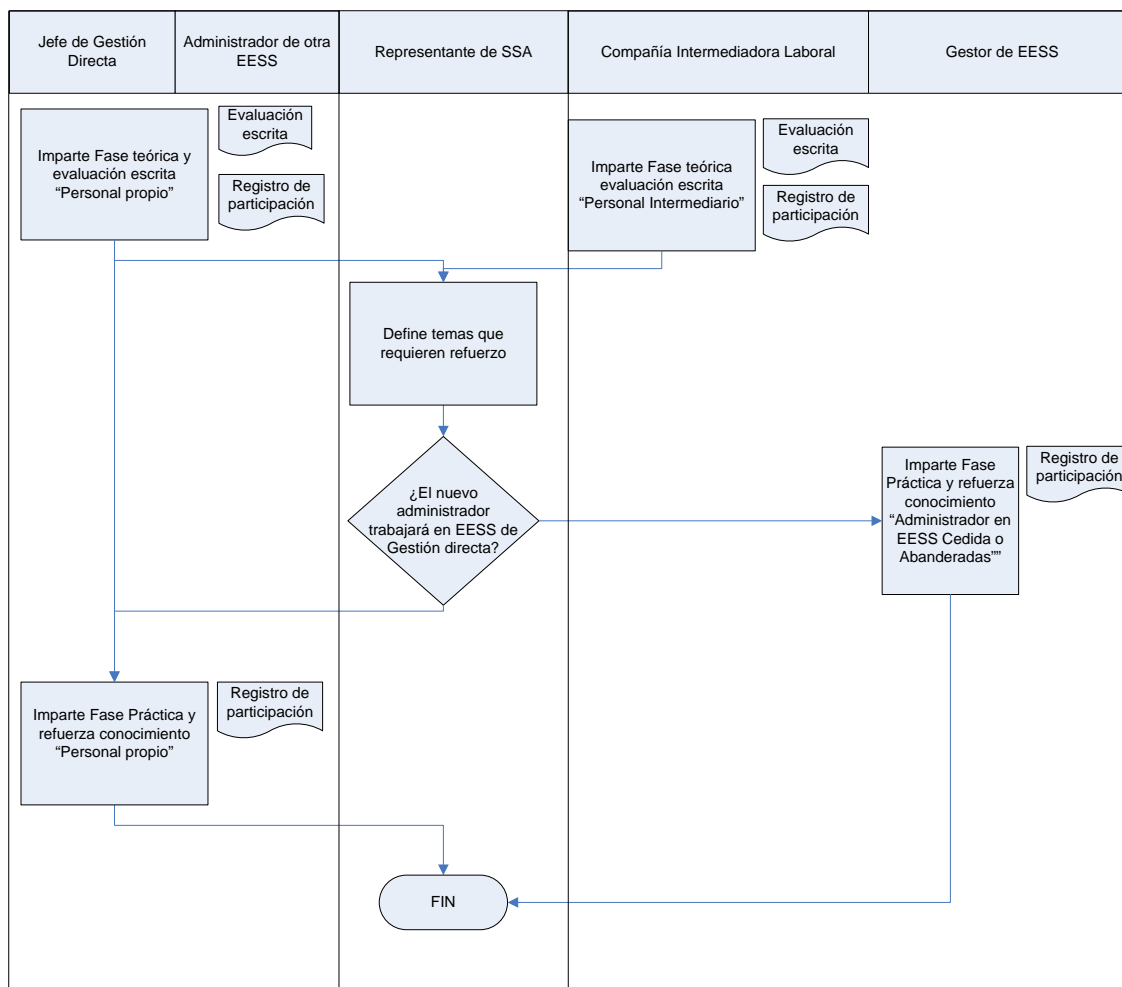 Jefe de Gestión
Directa
Administrador de otra
EESS
Representante de SSA
Compañía Intermediadora Laboral
Gestor de EESS
Imparte Fase teórica y
evaluación escrita
“Personal propio”
Evaluación
escrita
Registro de
participación
Imparte Fase teórica
evaluación escrita
“Personal Intermediario”
Evaluación
escrita
Registro de
participación
Define temas que
requieren refuerzo
¿El nuevo
administrador
trabajará en EESS de
Gestión directa?
Imparte Fase
Práctica y refuerza
conocimiento
“Administrador en
EESS Cedida o
Abanderadas””
Registro de
participación
Imparte Fase Práctica y
refuerza conocimiento
“Personal propio”
Registro de
participación
FIN